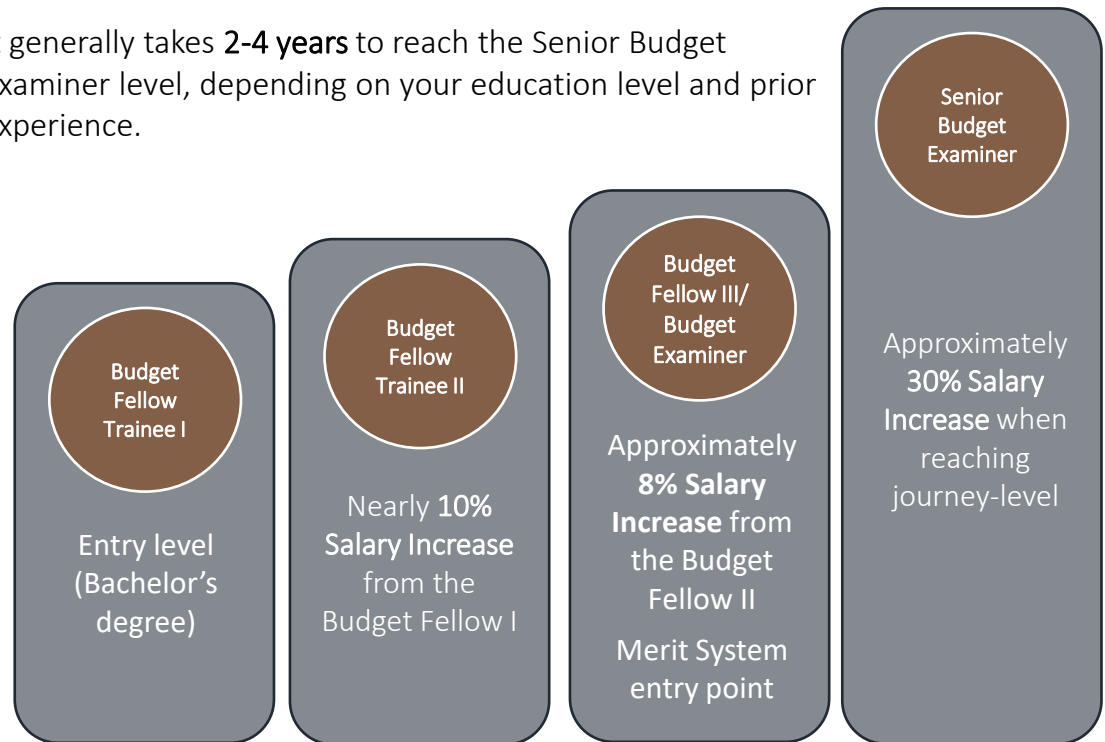 t generally takes 2-4 years to reach the Senior Budget
xaminer level, depending on your education level and prior
xperience.
Budget
Fellow
Trainee I
Entry level
(Bachelor’s
degree)
Budget
Fellow
Trainee II
Nearly 10%
Salary Increase
from the
Budget Fellow I
Budget
Fellow III/
Budget
Examiner
Approximately
8% Salary
Increase from
the Budget
Fellow II
Merit System
entry point
Senior
Budget
Examiner
Approximately
30% Salary
Increase when
reaching
journey-level